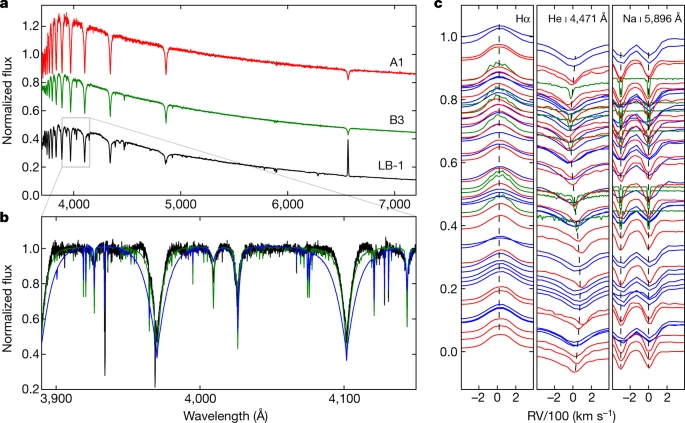 a
Normalized flux
1.2
1.0
0.8
0.6
0.4
0.2
0.0
A1
B3
LB-1
4,000
5,000
6,000
7,000
b
Normalized flux
1.0
0.8
0.6
0.4
0.2
3,900
4,000
4,100
Wavelength (Å)
c
Hα
He I 4,471 Å
Na I 5,896 Å
1.0
0.8
0.6
0.4
0.2
0.0
−2 0 2
−2 0 2
−2 0 2
RV/100 (km s⁻¹)